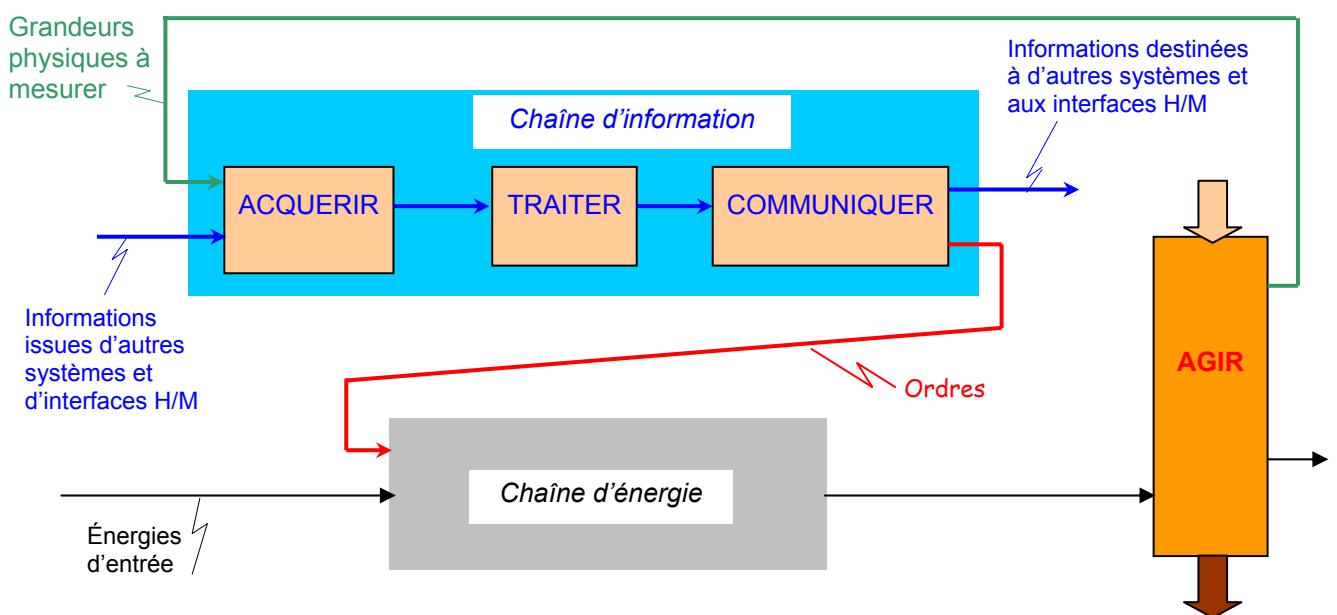 Grandeurs
physiques à
mesurer
Informations destinées
à d'autres systèmes et
aux interfaces H/M
Chaîne d'information
ACQUERIR
TRAITER
COMMUNIQUER
Informations
issues d'autres
systèmes et
d'interfaces H/M
AGIR
Ordres
Chaîne d'énergie
Énergies
d'entrée